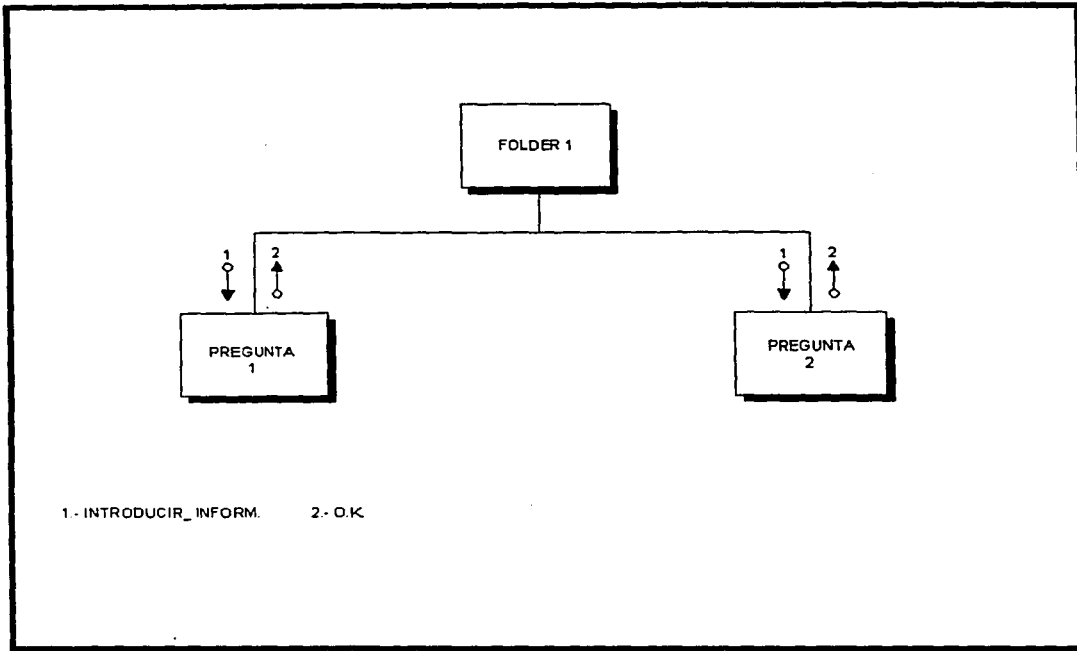 FOLDER 1
1 2
1 2
PREGUNTA
1
PREGUNTA
2
1.- INTRODUCIR_ INFORM. 2.- O.K.